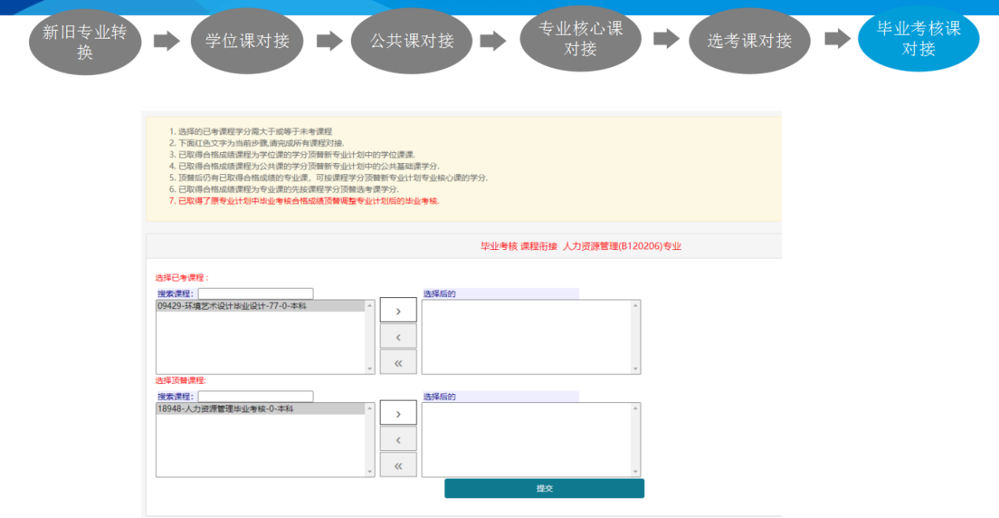 新旧专业转
换
学位课对接
公共课对接
专业核心课
对接
选考课对接
毕业考核课
对接
1. 选择的已考课程学分需大于或等于未考课程
2. 下面红色文字为当前步骤,请完成所有课程对接.
3. 已取得合格成绩课程为学位课的学分顶替新专业计划中的学位课课.
4. 已取得合格成绩课程为公共课的学分顶替新专业计划中的公共基础课学分.
5. 顶替后仍有已取得合格成绩的专业课，可按课程学分顶替新专业计划专业核心课的学分.
6. 已取得合格成绩课程为专业课的先按课程学分顶替选考课学分.
7. 已取得了原专业计划中毕业考核合格成绩顶替调整专业计划后的毕业考核.
毕业考核 课程衔接 人力资源管理(B120206)专业
选择已考课程：
搜索课程：
选择后的
09429-环境艺术设计毕业设计-77-0-本科
›
‹
«
选择顶替课程:
搜索课程：
选择后的
18948-人力资源管理毕业考核-0-本科
›
‹
«
提交